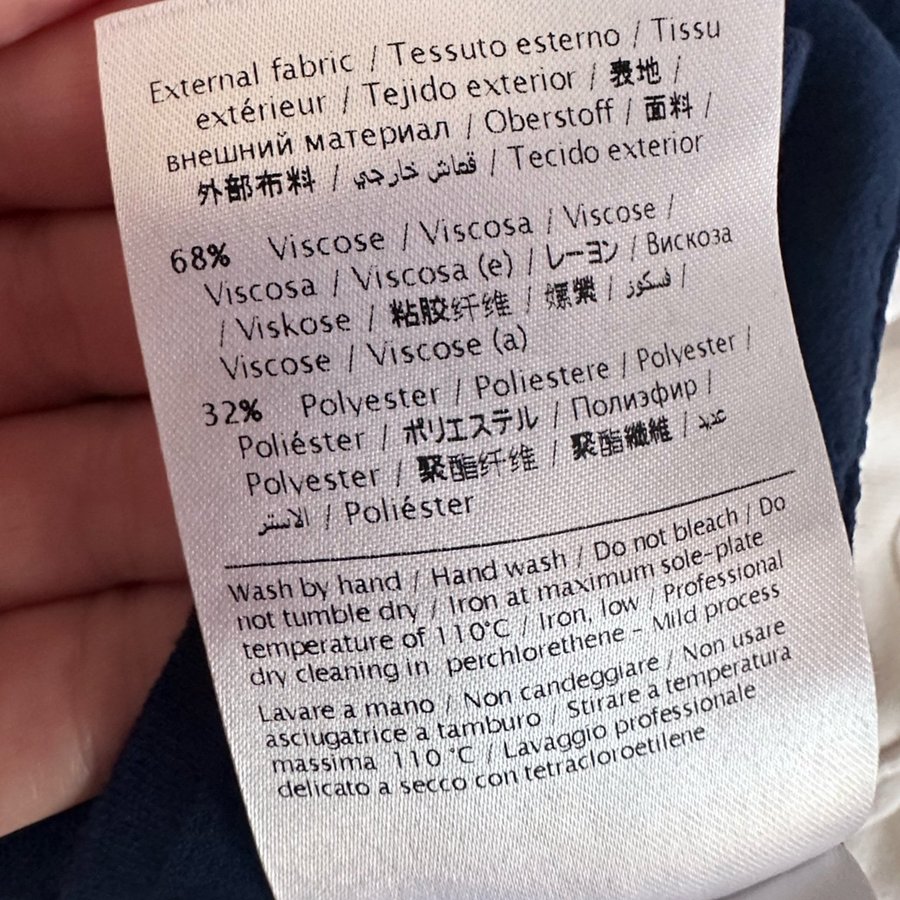 External fabric / Tessuto esterno / Tissu
extérieur / Tejido exterior / 表地 /
внешний материал / Oberstoff / 面料 /
外部布料 / قماش خارجي / Tecido exterior
68% Viscose / Viscosa / Viscose /
Viscosa / Viscosa (e) / レーヨン / Вискоза
/ Viskose / 粘胶纤维 / 嫘縈 / فسكوز /
Viscose / Viscose (a)
32% Polyester / Poliestere / Polyester /
Poliéster / ポリエステル / Полиэфир /
Polyester / 聚酯纤维 / 聚酯纖維 / عديد
الاستر / Poliéster
Wash by hand / Hand wash / Do not bleach / Do
not tumble dry / Iron at maximum sole-plate
temperature of 110°C / Iron, low / Professional
dry cleaning in perchlorethene - Mild process
Lavare a mano / Non candeggiare / Non usare
asciugatrice a tamburo / Stirare a temperatura
massima 110 °C / Lavaggio professionale
delicato a secco con tetracloroetilene